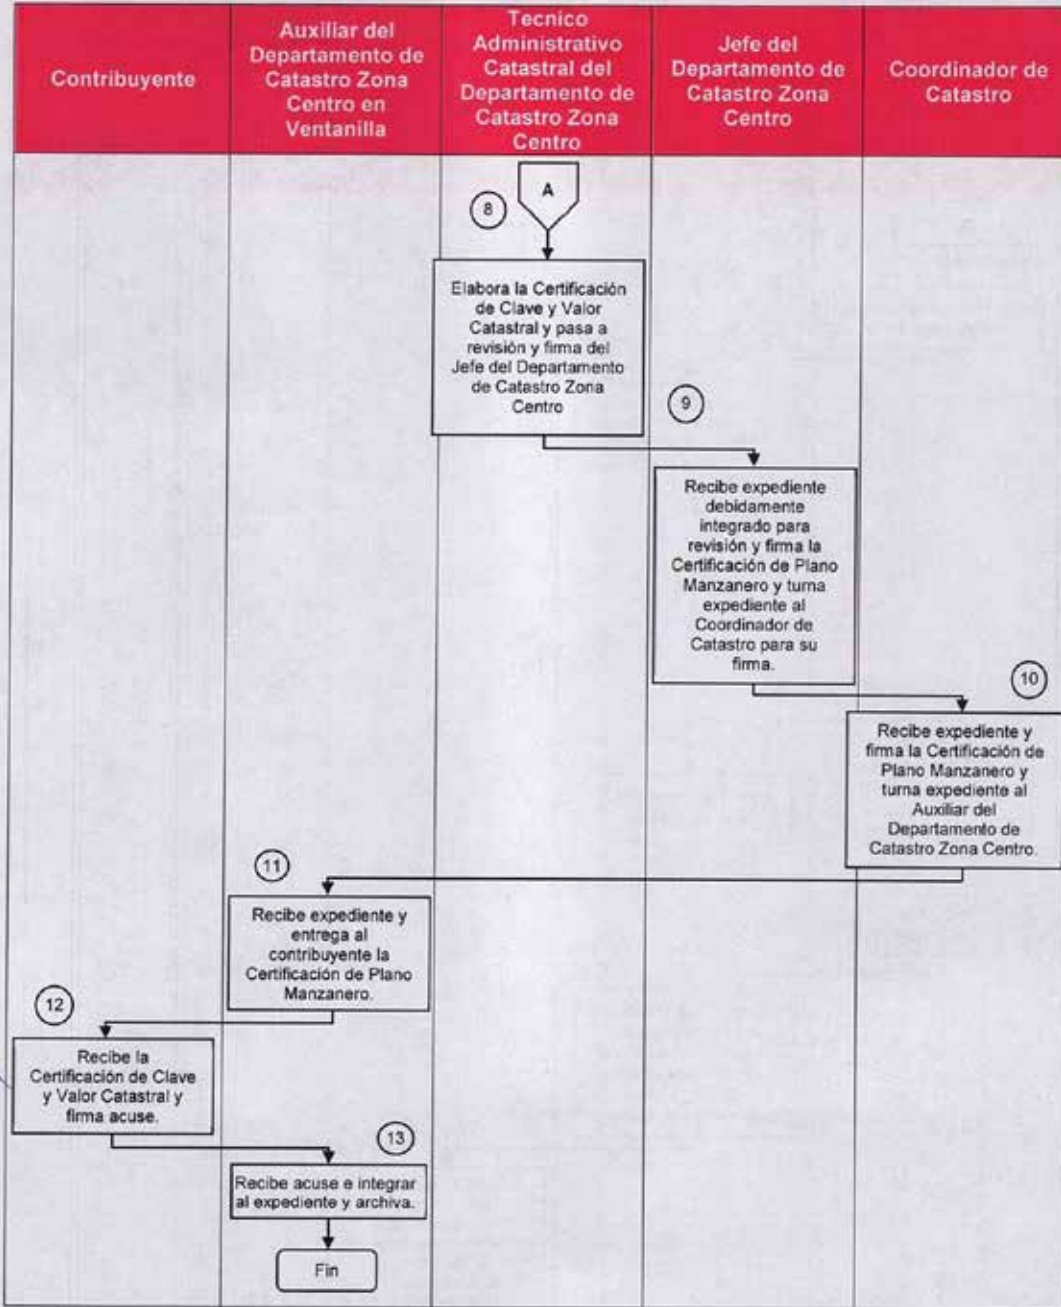 Contribuyente
Auxiliar del
Departamento de
Catastro Zona
Centro en
Ventanilla
Tecnico
Administrativo
Catastral del
Departamento de
Catastro Zona
Centro
Jefe del
Departamento de
Catastro Zona
Centro
Coordinador de
Catastro
A
8
Elabora la Certificación
de Clave y Valor
Catastral y pasa a
revisión y firma del
Jefe del Departamento
de Catastro Zona
Centro
9
Recibe expediente
debidamente
integrado para
revisión y firma la
Certificación de Plano
Manzanero y turna
expediente al
Coordinador de
Catastro para su
firma.
10
Recibe expediente y
firma la Certificación de
Plano Manzanero y
turna expediente al
Auxiliar del
Departamento de
Catastro Zona Centro.
11
Recibe expediente y
entrega al
contribuyente la
Certificación de Plano
Manzanero.
12
Recibe la
Certificación de Clave
y Valor Catastral y
firma acuse.
13
Recibe acuse e integrar
al expediente y archiva.
Fin